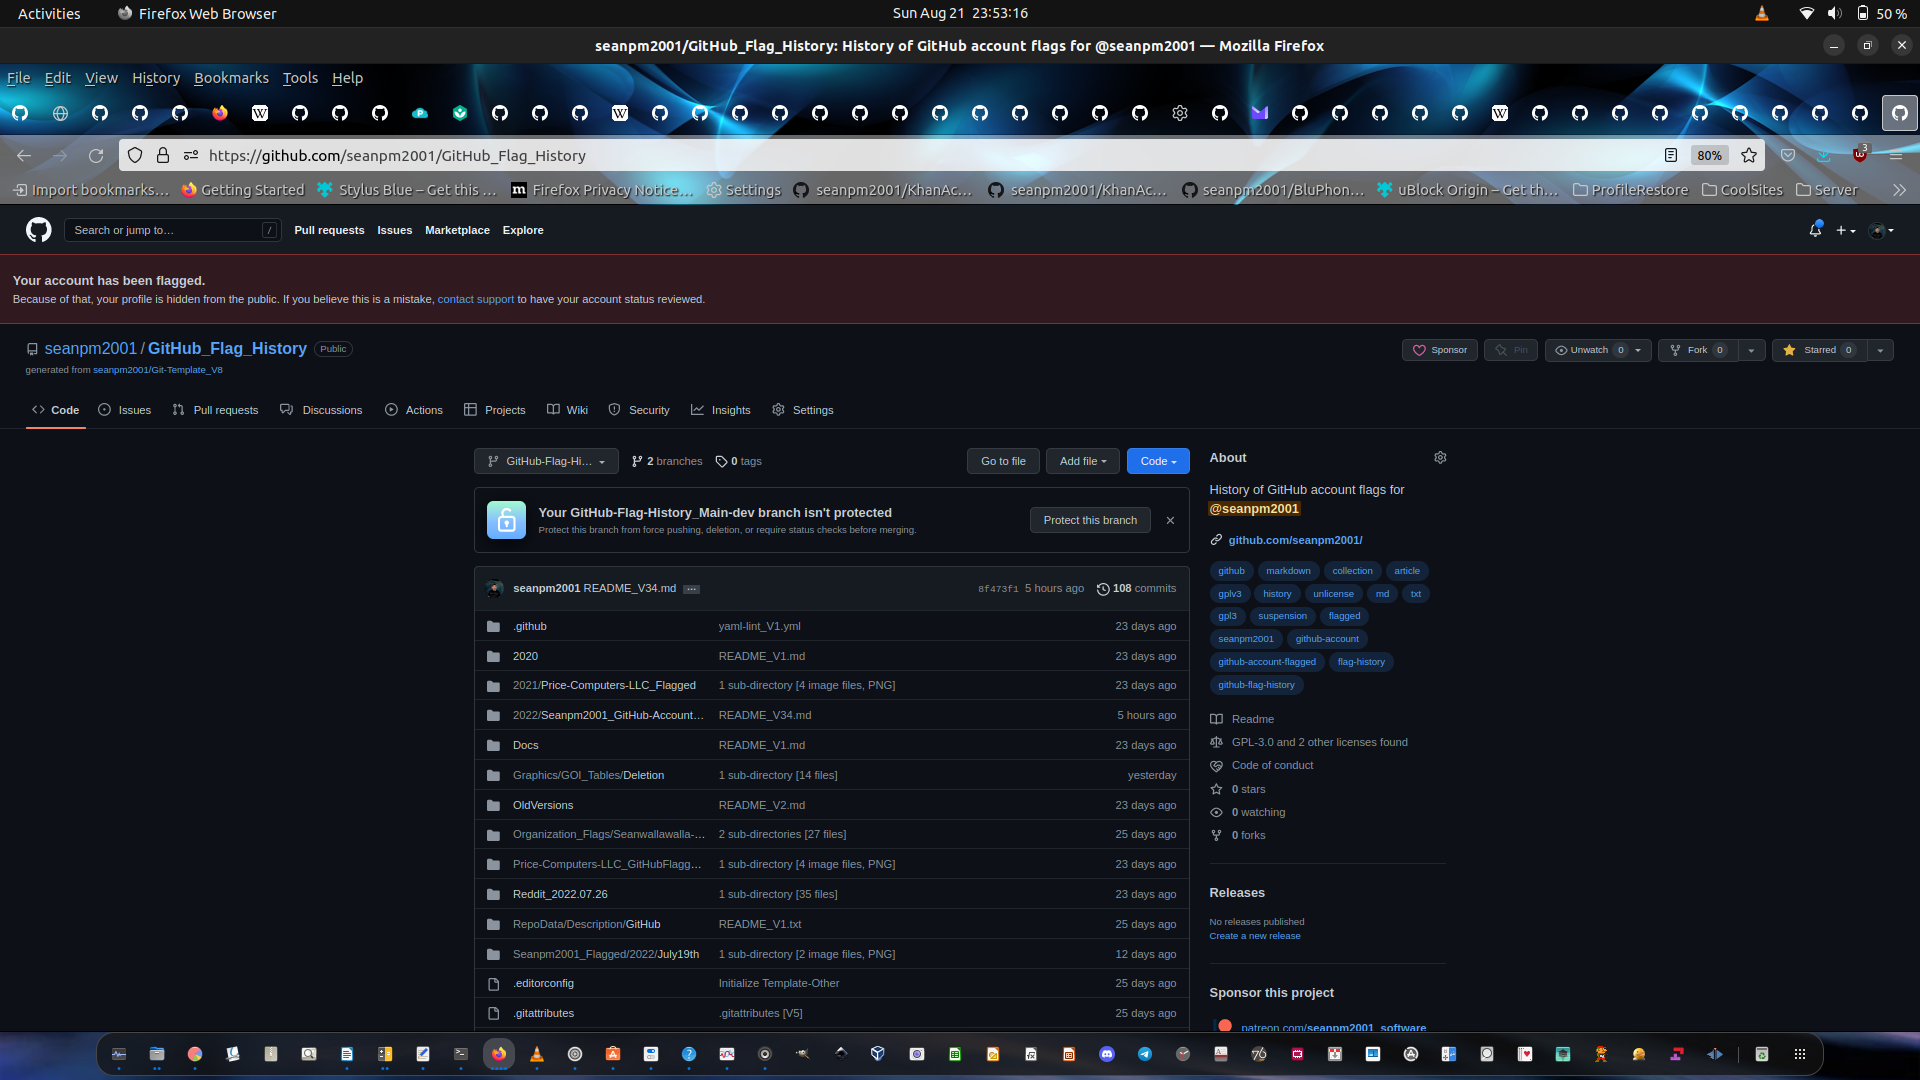 Activities
Firefox Web Browser
Sun Aug 21 23:53:16
50 %
seanpm2001/GitHub_Flag_History: History of GitHub account flags for @seanpm2001 — Mozilla Firefox
File Edit View History Bookmarks Tools Help
https://github.com/seanpm2001/GitHub_Flag_History
80%
3
Import bookmarks… Getting Started Stylus Blue – Get this … Firefox Privacy Notice… Settings seanpm2001/KhanAc… seanpm2001/KhanAc… seanpm2001/BluPhon… uBlock Origin – Get th… ProfileRestore CoolSites Server
Search or jump to… /
Pull requests Issues Marketplace Explore
Your account has been flagged.
Because of that, your profile is hidden from the public. If you believe this is a mistake, contact support to have your account status reviewed.
seanpm2001 / GitHub_Flag_History Public
generated from seanpm2001/Git-Template_V8
Sponsor Pin Unwatch 0 Fork 0 Starred 0
Code Issues Pull requests Discussions Actions Projects Wiki Security Insights Settings
GitHub-Flag-Hi… 2 branches 0 tags
Go to file Add file Code
Your GitHub-Flag-History_Main-dev branch isn't protected
Protect this branch from force pushing, deletion, or require status checks before merging.
Protect this branch
seanpm2001 README_V34.md … 8f473f1 5 hours ago 108 commits
.github yaml-lint_V1.yml 23 days ago
2020 README_V1.md 23 days ago
2021/Price-Computers-LLC_Flagged 1 sub-directory [4 image files, PNG] 23 days ago
2022/Seanpm2001_GitHub-Account… README_V34.md 5 hours ago
Docs README_V1.md 23 days ago
Graphics/GOI_Tables/Deletion 1 sub-directory [14 files] yesterday
OldVersions README_V2.md 23 days ago
Organization_Flags/Seanwallawalla-… 2 sub-directories [27 files] 25 days ago
Price-Computers-LLC_GitHubFlagg… 1 sub-directory [4 image files, PNG] 23 days ago
Reddit_2022.07.26 1 sub-directory [35 files] 23 days ago
RepoData/Description/GitHub README_V1.txt 25 days ago
Seanpm2001_Flagged/2022/July19th 1 sub-directory [2 image files, PNG] 12 days ago
.editorconfig Initialize Template-Other 25 days ago
.gitattributes .gitattributes [V5] 25 days ago
About
History of GitHub account flags for
@seanpm2001
github.com/seanpm2001/
github markdown collection article
gplv3 history unlicense md txt
gpl3 suspension flagged
seanpm2001 github-account
github-account-flagged flag-history
github-flag-history
Readme
GPL-3.0 and 2 other licenses found
Code of conduct
0 stars
0 watching
0 forks
Releases
No releases published
Create a new release
Sponsor this project
patreon.com/seanpm2001_software